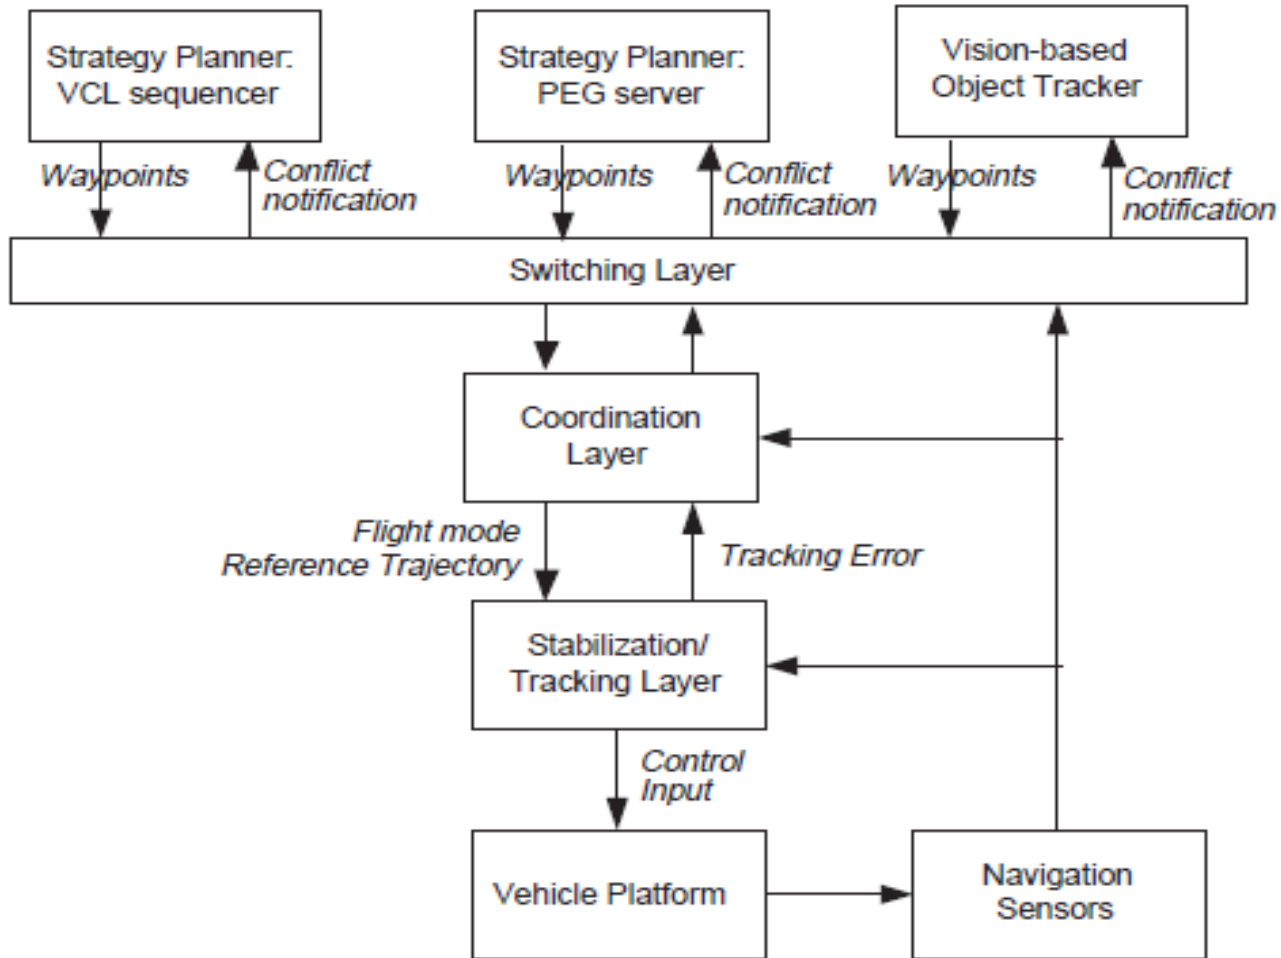 Strategy Planner:
VCL sequencer
Strategy Planner:
PEG server
Vision-based
Object Tracker
Waypoints
Conflict
notification
Waypoints
Conflict
notification
Waypoints
Conflict
notification
Switching Layer
Coordination
Layer
Flight mode
Reference Trajectory
Tracking Error
Stabilization/
Tracking Layer
Control
Input
Vehicle Platform
Navigation
Sensors